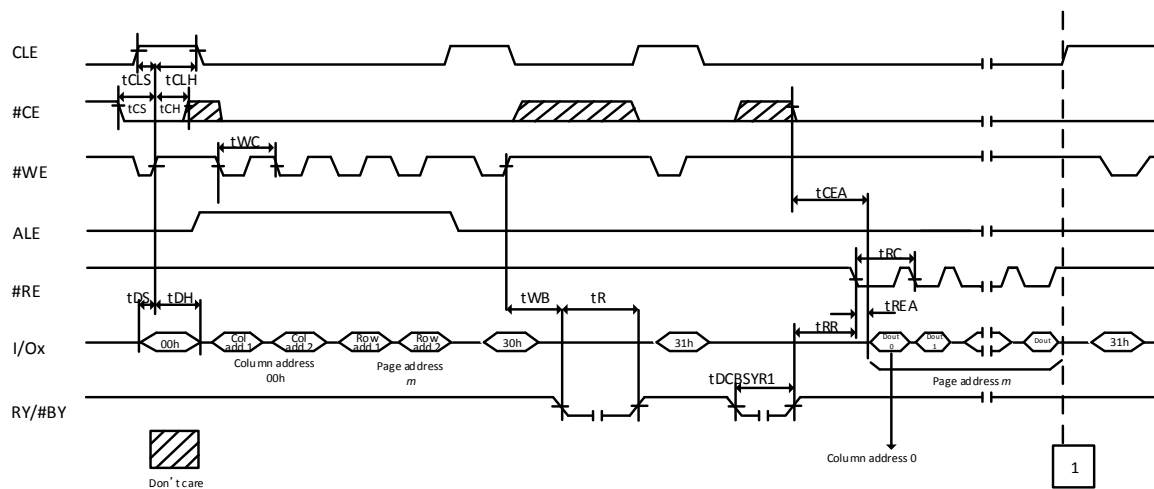 CLE
tCLS tCLH
#CE
tCS tCH
tWC
#WE
tCEA
ALE
tRC
#RE
tDS tDH
tWB tR
tREA
tRR
I/Ox
00h
Col
add.1
Col
add.2
Row
add.1
Row
add.2
30h
31h
Dout
0
Dout
1
Dout
31h
Column address
00h
Page address
m
tDCBSYR1
Page address m
RY/#BY
Column address 0
1
Don't care